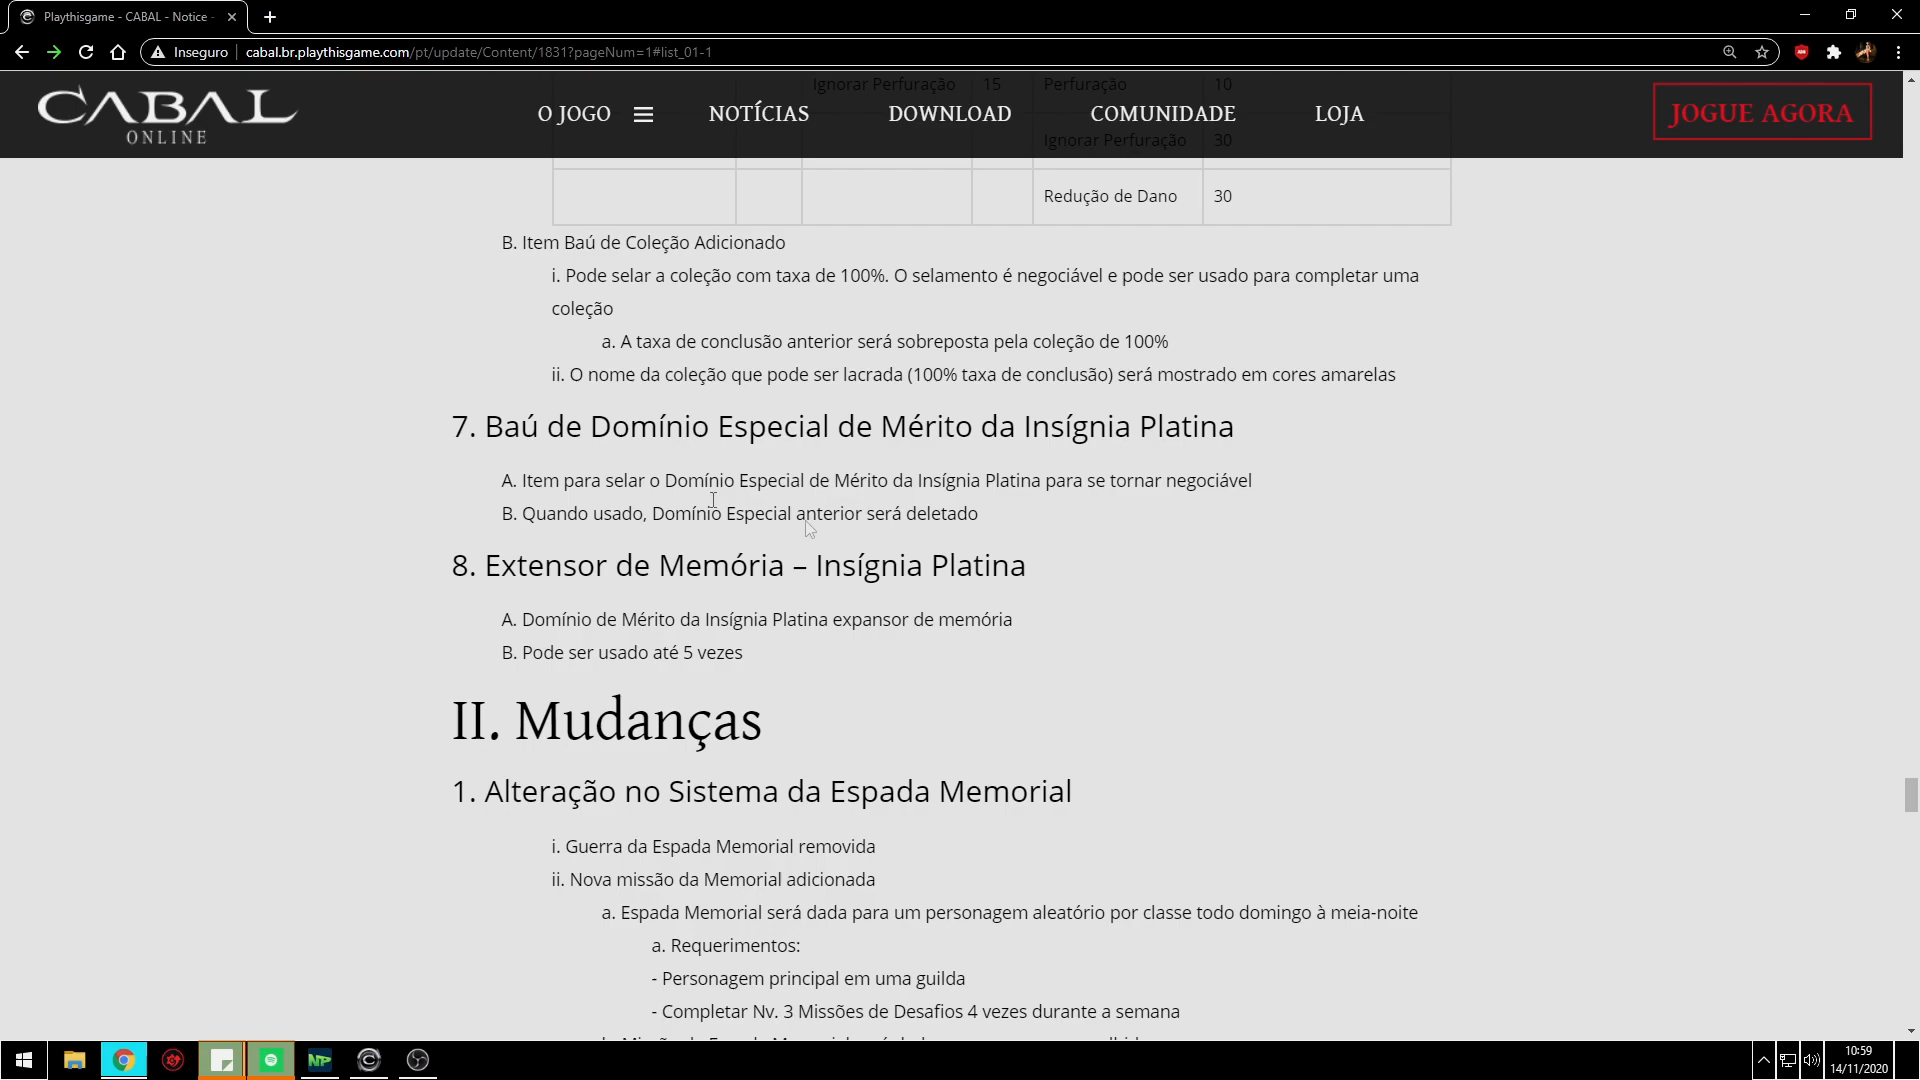 Playthisgame - CABAL - Notice -
Inseguro
cabal.br.playthisgame.com/pt/update/Content/1831?pageNum=1#list_01-1
CABAL
ONLINE
O JOGO
NOTÍCIAS
DOWNLOAD
COMUNIDADE
LOJA
JOGUE AGORA
Ignorar Perfuração 15 Perfuração 10
Ignorar Perfuração 30
Redução de Dano 30
B. Item Baú de Coleção Adicionado
i. Pode selar a coleção com taxa de 100%. O selamento é negociável e pode ser usado para completar uma
coleção
a. A taxa de conclusão anterior será sobreposta pela coleção de 100%
ii. O nome da coleção que pode ser lacrada (100% taxa de conclusão) será mostrado em cores amarelas
7. Baú de Domínio Especial de Mérito da Insígnia Platina
A. Item para selar o Domínio Especial de Mérito da Insígnia Platina para se tornar negociável
B. Quando usado, Domínio Especial anterior será deletado
8. Extensor de Memória – Insígnia Platina
A. Domínio de Mérito da Insígnia Platina expansor de memória
B. Pode ser usado até 5 vezes
II. Mudanças
1. Alteração no Sistema da Espada Memorial
i. Guerra da Espada Memorial removida
ii. Nova missão da Memorial adicionada
a. Espada Memorial será dada para um personagem aleatório por classe todo domingo à meia-noite
a. Requerimentos:
- Personagem principal em uma guilda
- Completar Nv. 3 Missões de Desafios 4 vezes durante a semana
NP
10:59
14/11/2020